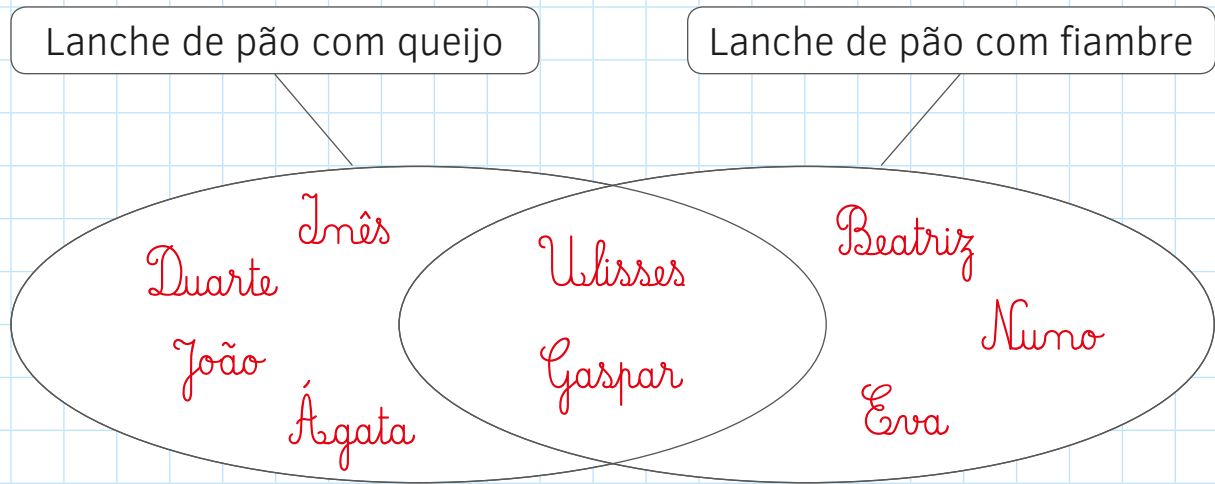 Lanche de pão com queijo
Lanche de pão com fiambre
Inês
Duarte
João
Ágata
Ulisses
Gaspar
Beatriz
Nuno
Eva